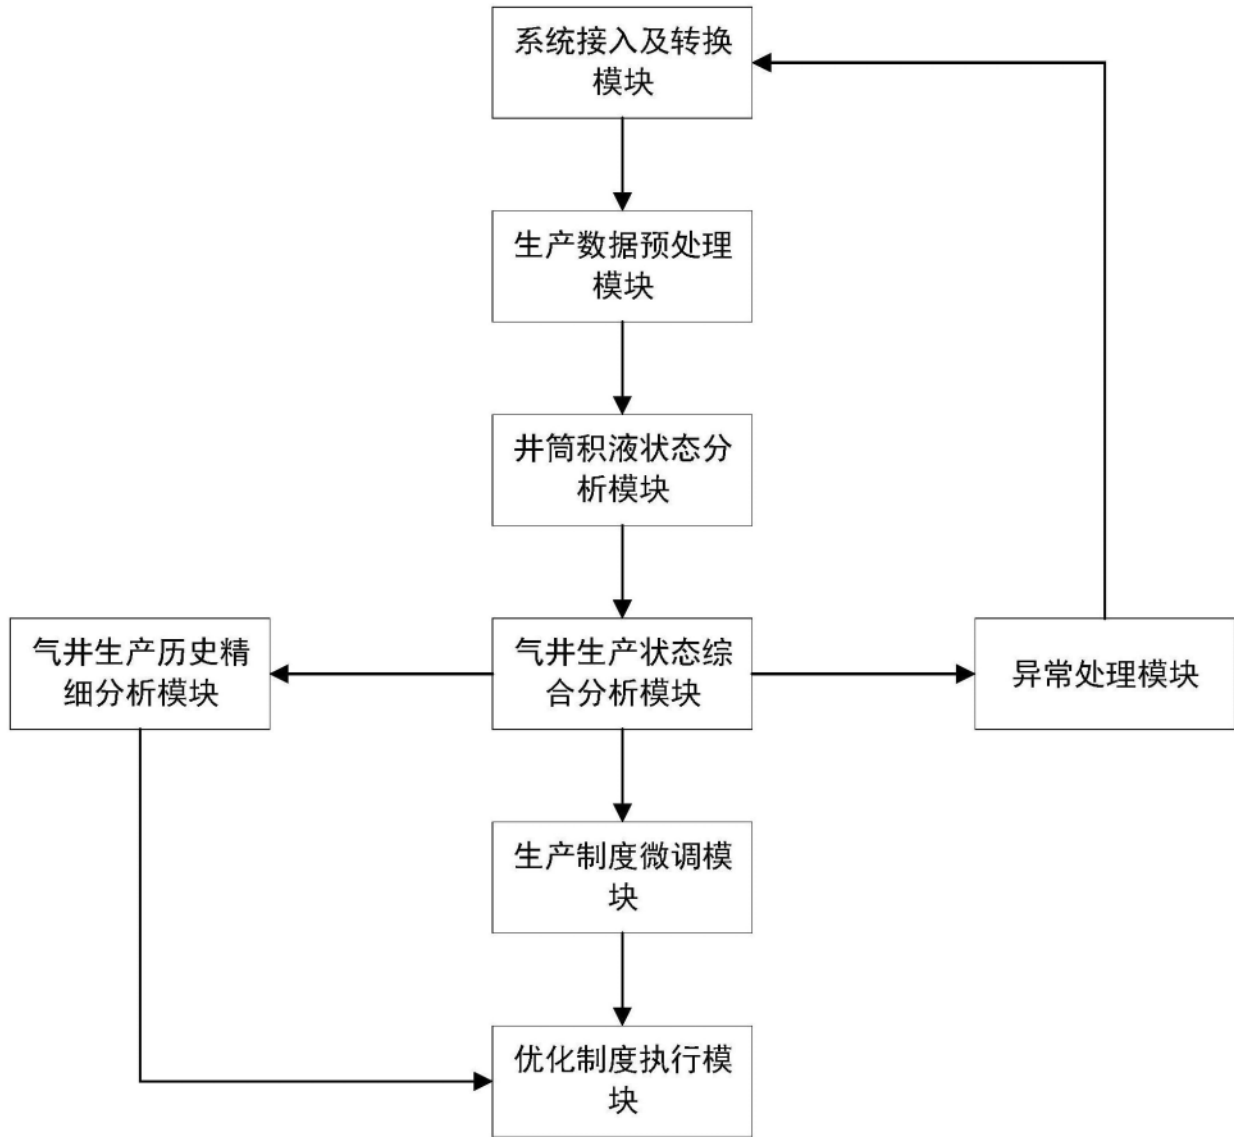 系统接入及转换
模块
生产数据预处理
模块
井筒积液状态分
析模块
气井生产历史精
细分析模块
气井生产状态综
合分析模块
异常处理模块
生产制度微调模
块
优化制度执行模
块